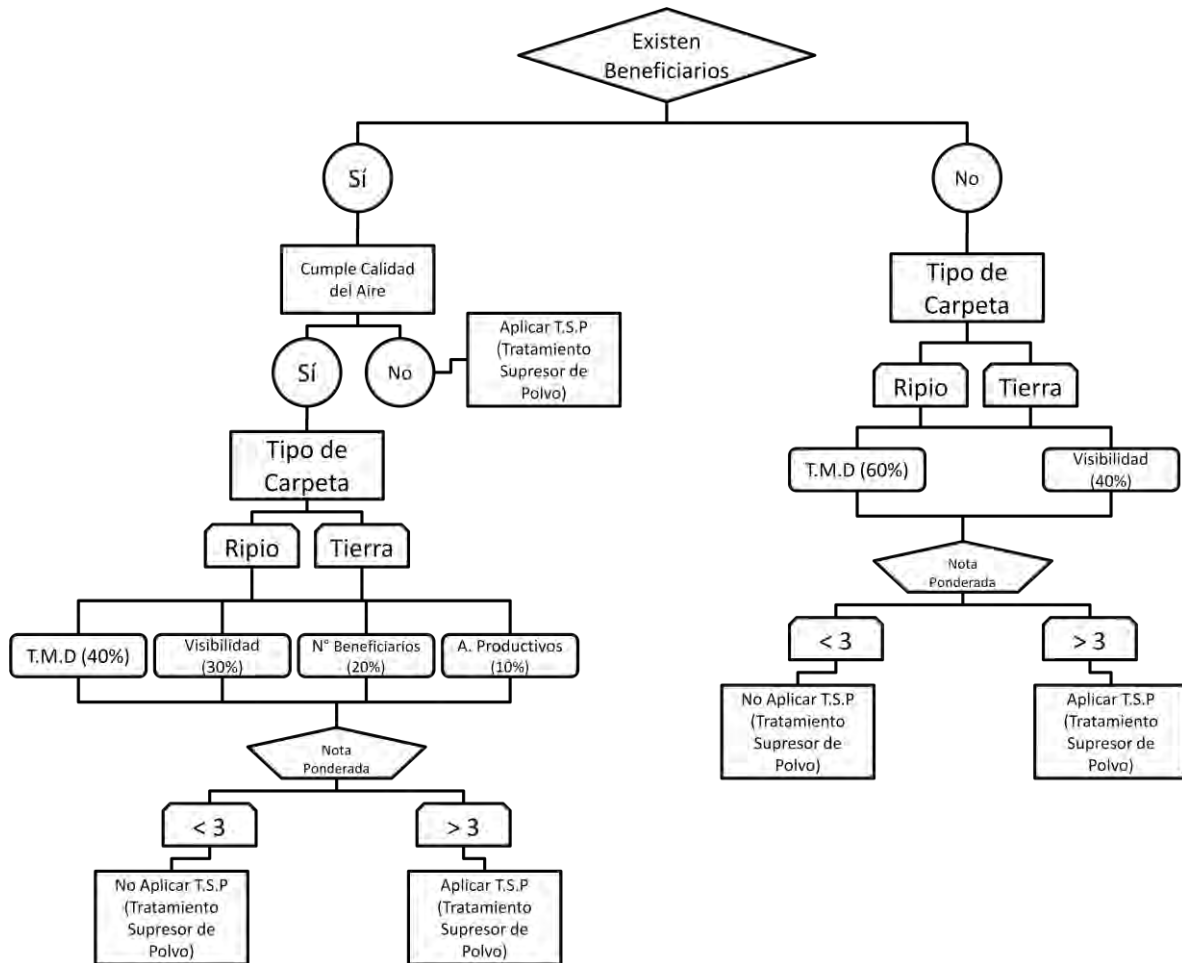 Existen
Beneficiarios
Sí
No
Cumple Calidad
del Aire
Tipo de
Carpeta
Sí
No
Aplicar T.S.P
(Tratamiento
Supresor de
Polvo)
Ripio
Tierra
Tipo de
Carpeta
T.M.D (60%)
Visibilidad
(40%)
Ripio
Tierra
Nota
Ponderada
T.M.D (40%)
Visibilidad
(30%)
N° Beneficiarios
(20%)
A. Productivos
(10%)
< 3
> 3
No Aplicar T.S.P
(Tratamiento
Supresor de
Polvo)
Aplicar T.S.P
(Tratamiento
Supresor de
Polvo)
Nota
Ponderada
< 3
> 3
No Aplicar T.S.P
(Tratamiento
Supresor de
Polvo)
Aplicar T.S.P
(Tratamiento
Supresor de
Polvo)